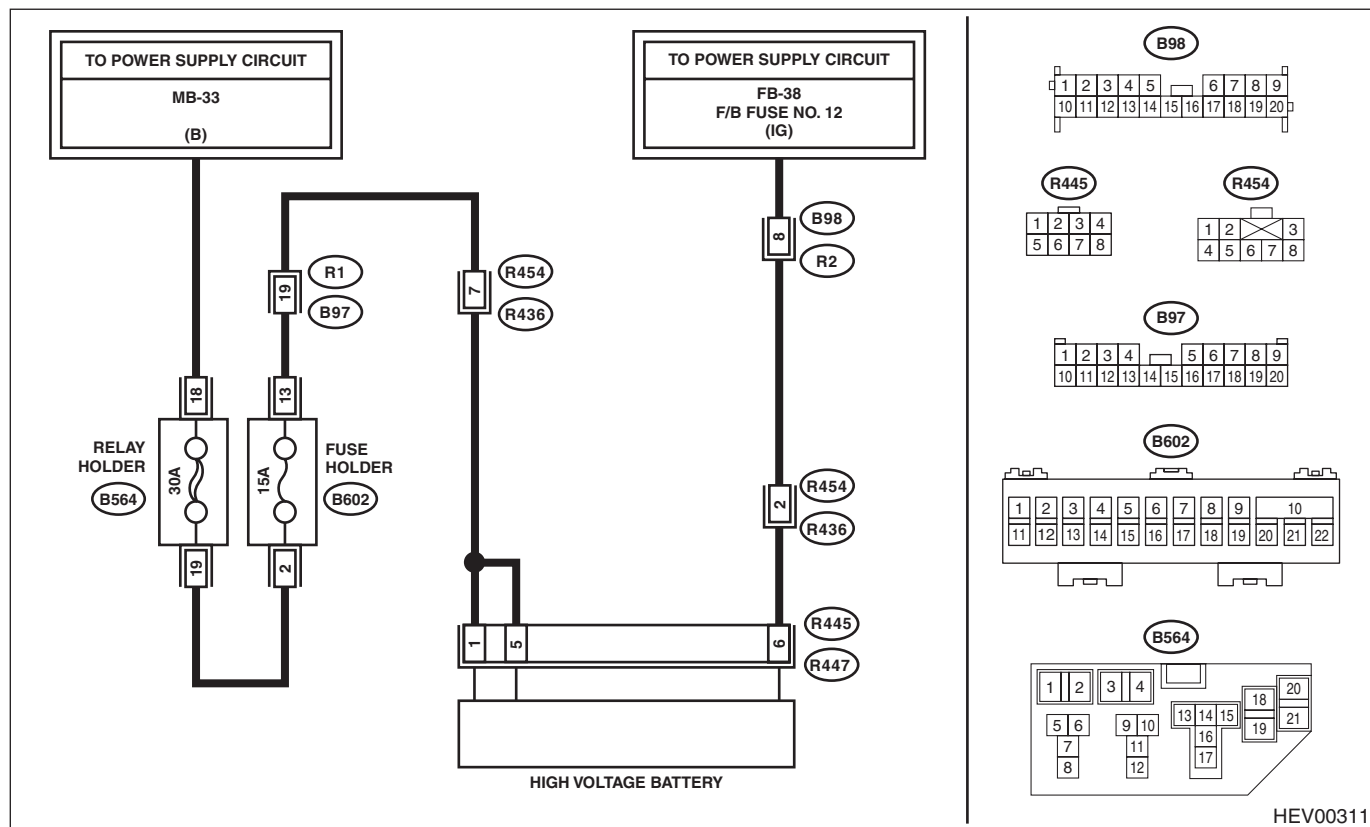 TO POWER SUPPLY CIRCUIT
MB-33
(B)
TO POWER SUPPLY CIRCUIT
FB-38
F/B FUSE NO. 12
(IG)
8
B98
R2
19
R1
B97
7
R454
R436
18
13
RELAY
HOLDER
B564
30A
15A
FUSE
HOLDER
B602
19
2
2
R454
R436
1
5
6
R445
R447
HIGH VOLTAGE BATTERY
B98
1 2 3 4 5 6 7 8 9
10 11 12 13 14 15 16 17 18 19 20
R445
1 2 3 4
5 6 7 8
R454
1 2 3
4 5 6 7 8
B97
1 2 3 4 5 6 7 8 9
10 11 12 13 14 15 16 17 18 19 20
B602
1 2 3 4 5 6 7 8 9 10
11 12 13 14 15 16 17 18 19 20 21 22
B564
1 2 3 4
5 6
7
8
9 10
11
12
13 14 15
16
17
18
19
20
21
HEV00311